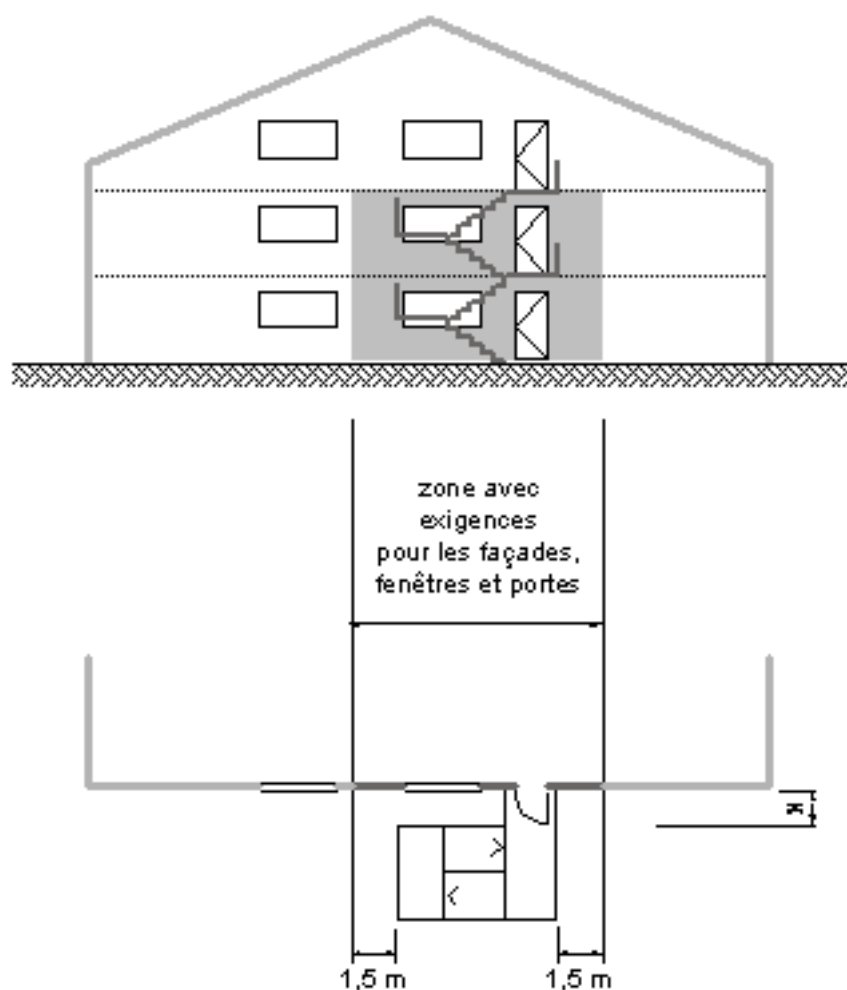 zone avec
exigences
pour les façades,
fenêtres et portes
1,5 m
1,5 m